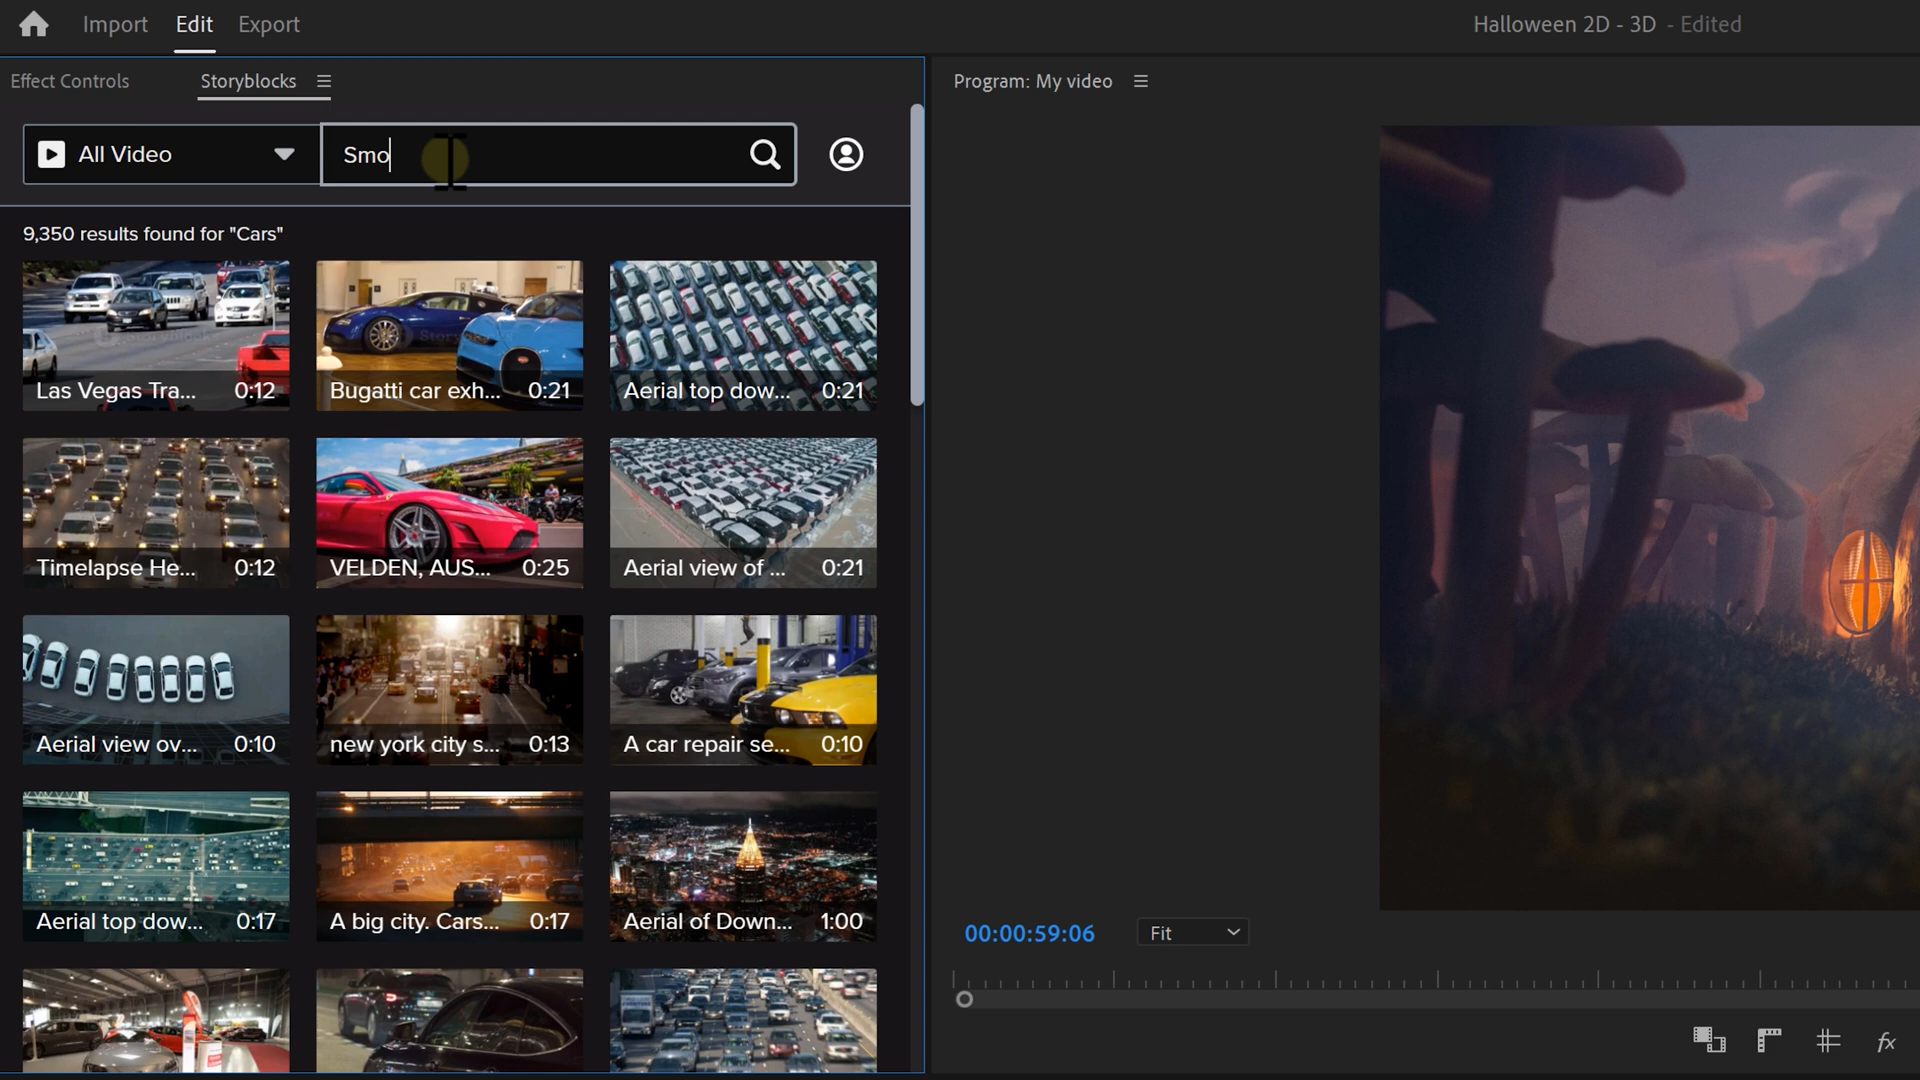 Import Edit Export
Halloween 2D - 3D - Edited
Effect Controls
Storyblocks
Program: My video
All Video
Smo
9,350 results found for "Cars"
Las Vegas Tra... 0:12
Bugatti car exh... 0:21
Aerial top dow... 0:21
Timelapse He... 0:12
VELDEN, AUS... 0:25
Aerial view of ... 0:21
Aerial view ov... 0:10
new york city s... 0:13
A car repair se... 0:10
Aerial top dow... 0:17
A big city. Cars... 0:17
Aerial of Down... 1:00
00:00:59:06
Fit
fx